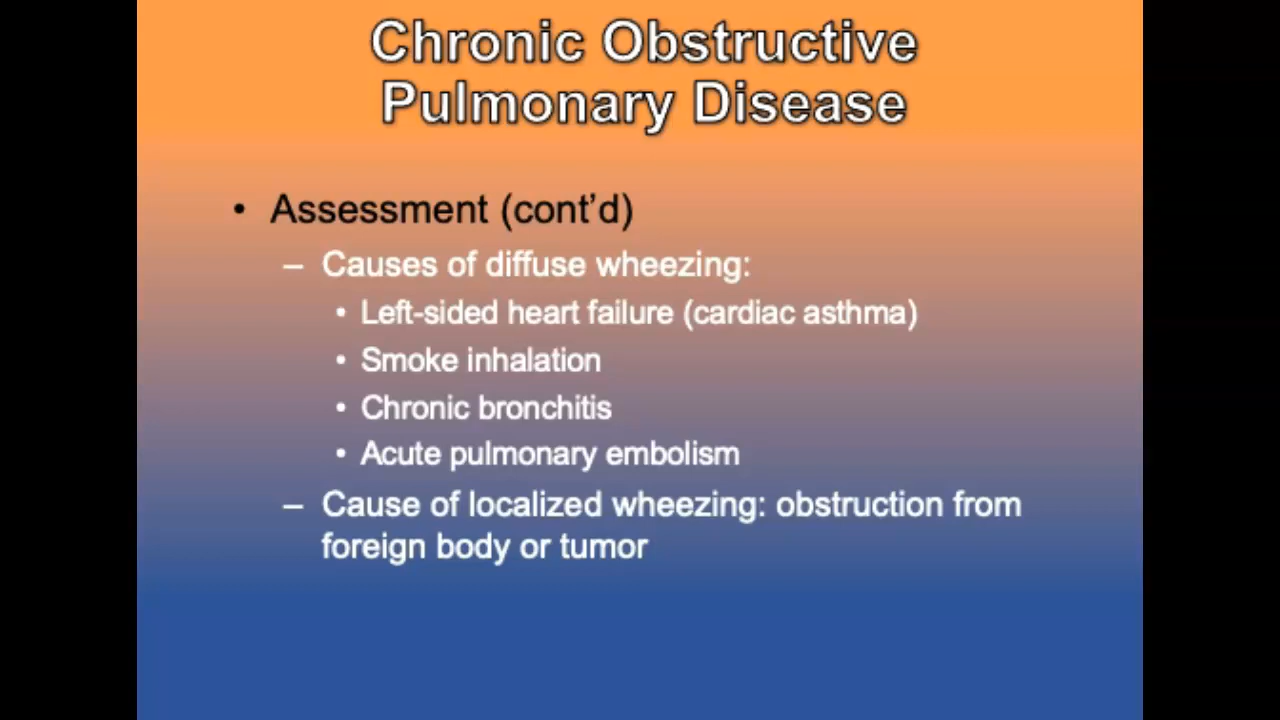 Chronic Obstructive
Pulmonary Disease
• Assessment (cont’d)
– Causes of diffuse wheezing:
• Left-sided heart failure (cardiac asthma)
• Smoke inhalation
• Chronic bronchitis
• Acute pulmonary embolism
– Cause of localized wheezing: obstruction from
foreign body or tumor